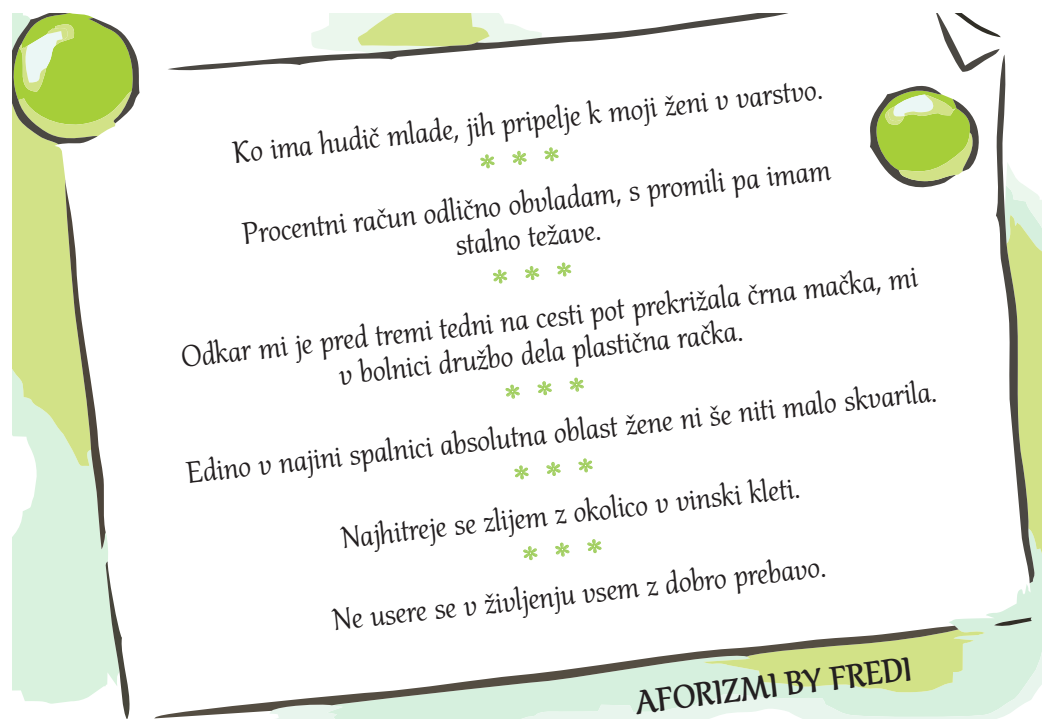 Ko ima hudič mlade, jih pripelje k moji ženi v varstvo.
* * *
Procentni račun odlično obvladam, s promili pa imam
stalno težave.
* * *
Odkar mi je pred tremi tedni na cesti pot prekrižala črna mačka, mi
v bolnici družbo dela plastična račka.
* * *
Edino v najini spalnici absolutna oblast žene ni še niti malo skvarila.
* * *
Najhitreje se zlijem z okolico v vinski kleti.
* * *
Ne usere se v življenju vsem z dobro prebavo.
AFORIZMI BY FREDI